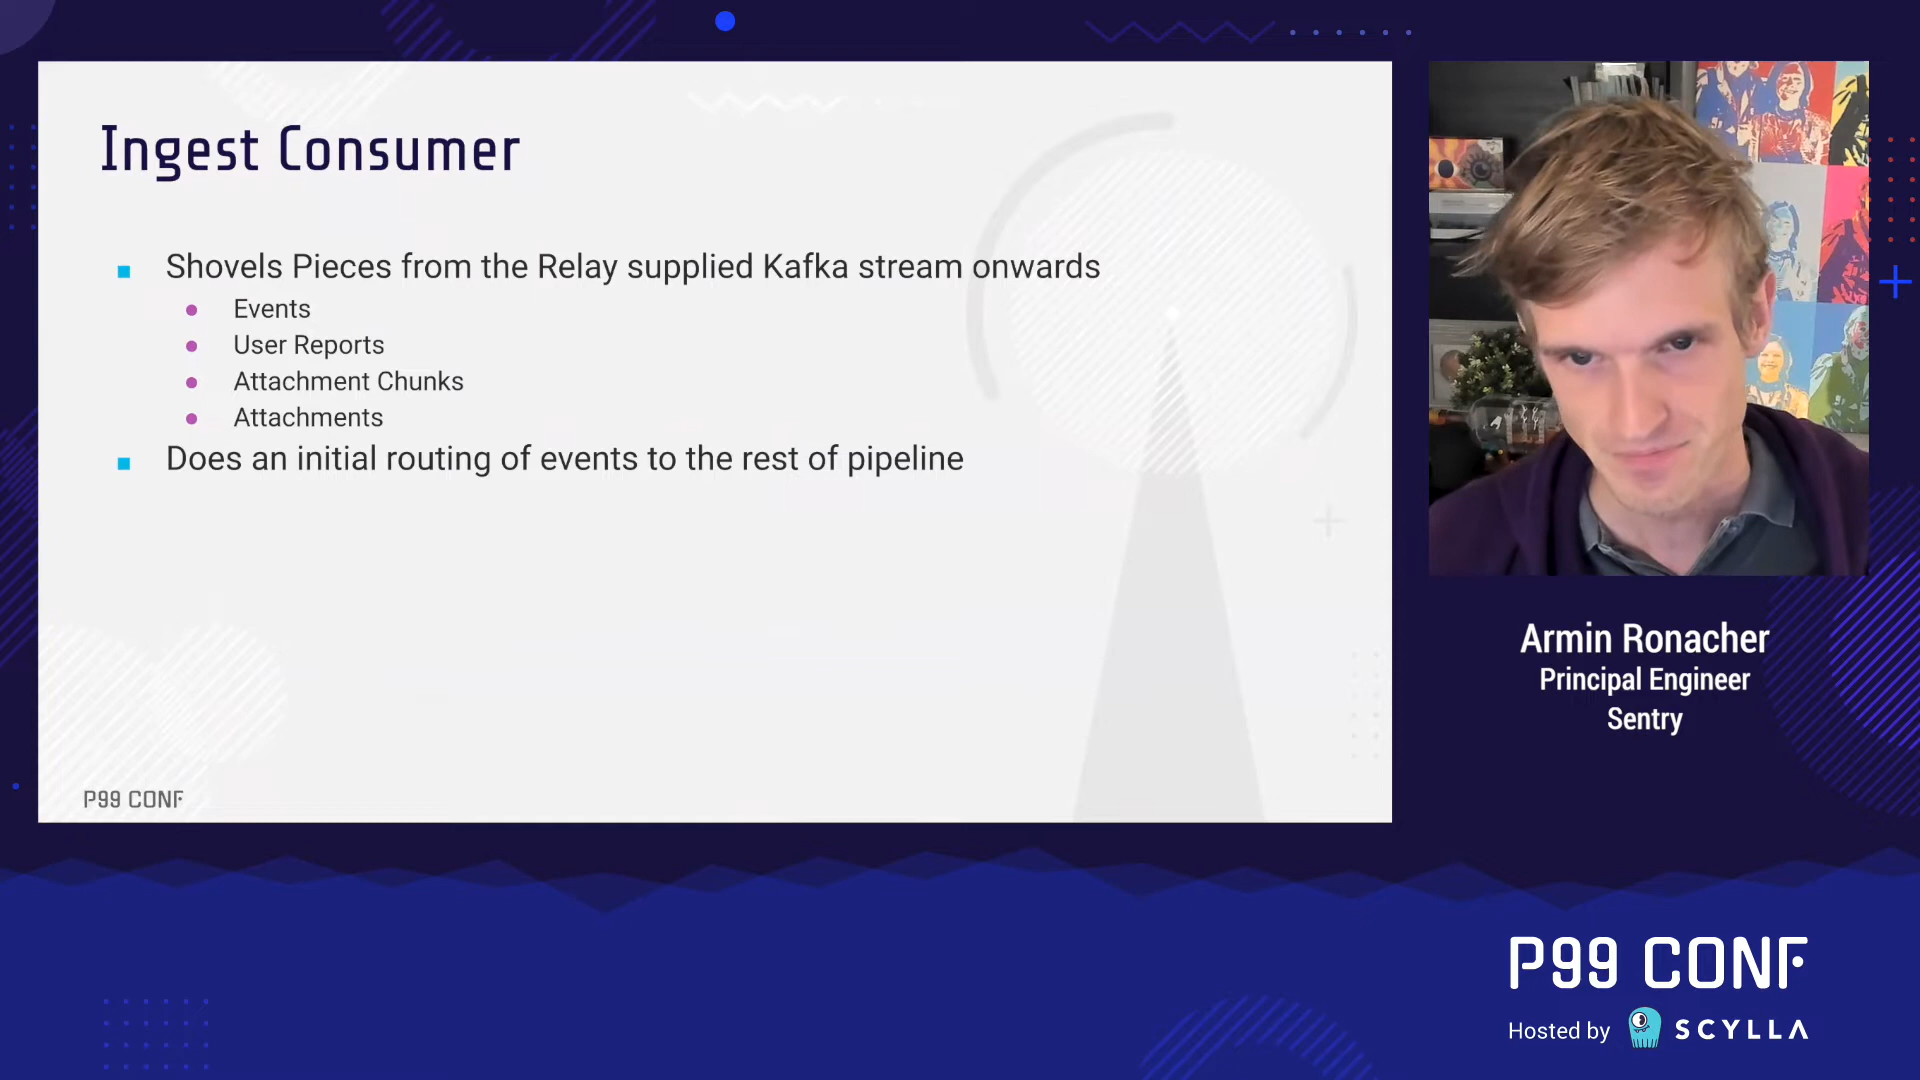 Ingest Consumer
Shovels Pieces from the Relay supplied Kafka stream onwards
Events
User Reports
Attachment Chunks
Attachments
Does an initial routing of events to the rest of pipeline
P99 CONF
Armin Ronacher
Principal Engineer
Sentry
P99 CONF
Hosted by SCYLLA